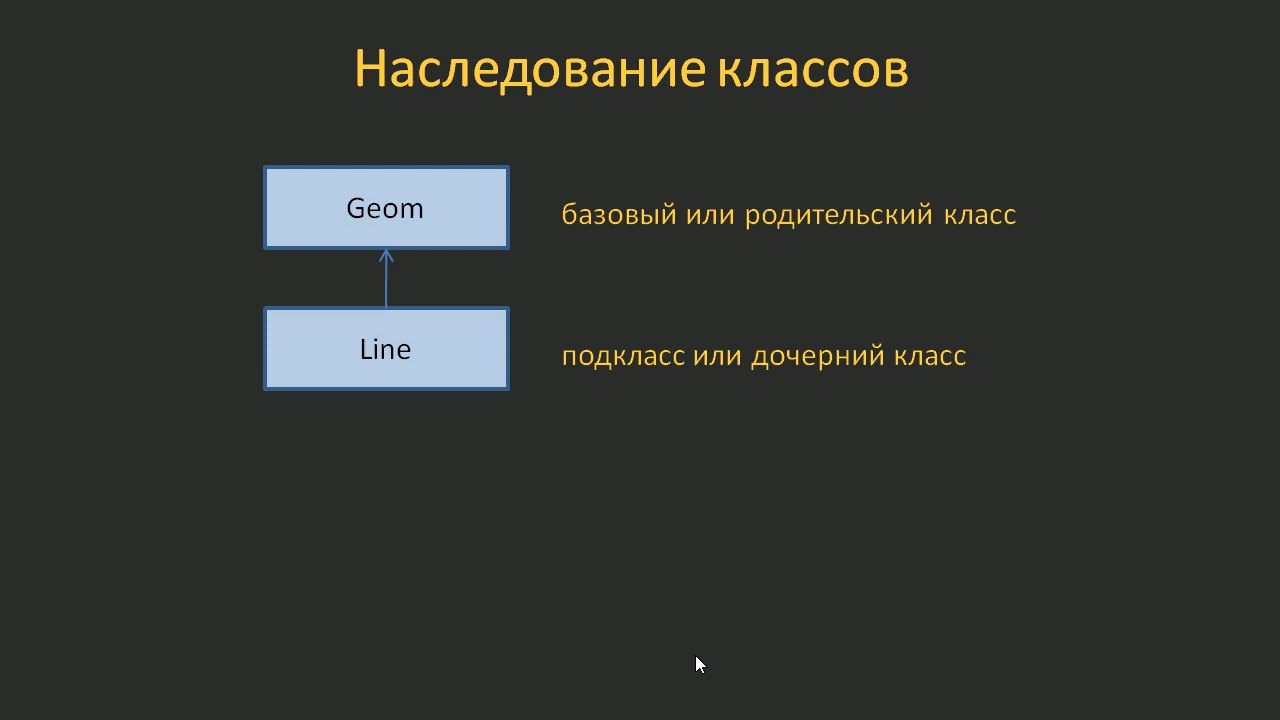 Наследование классов
Geom
базовый или родительский класс
Line
подкласс или дочерний класс